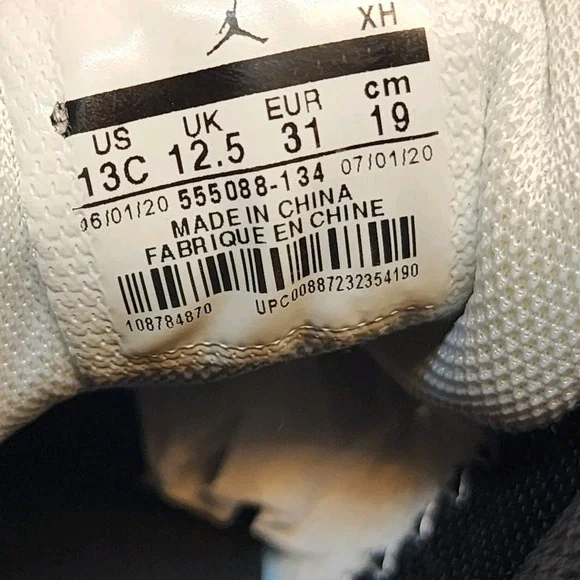 XH
US UK EUR cm
13C 12.5 31 19
06/01/20 555088-134 07/01/20
MADE IN CHINA
FABRIQUE EN CHINE
108784870 UPC00887232354190